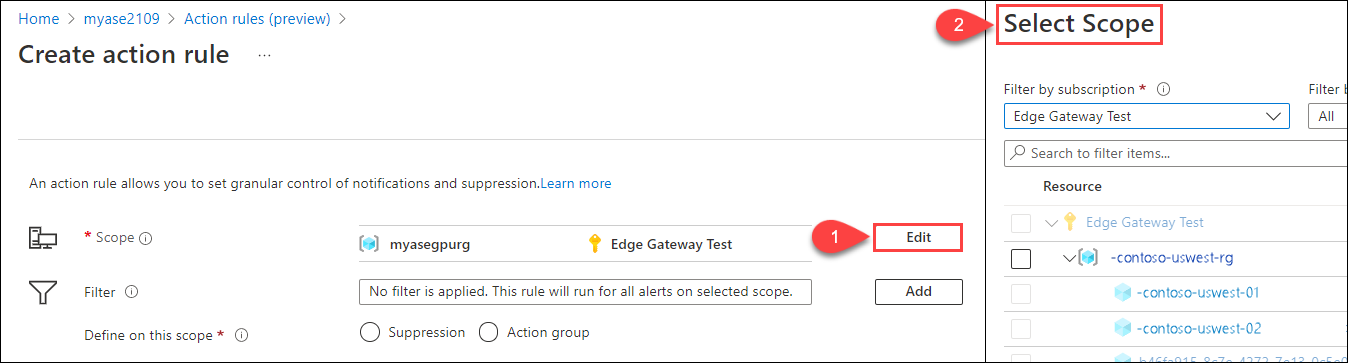 Home > myase2109 > Action rules (preview) >
Create action rule ...
An action rule allows you to set granular control of notifications and suppression.Learn more
* Scope
myasegpurg
Edge Gateway Test
1
Edit
Filter
No filter is applied. This rule will run for all alerts on selected scope.
Add
Define on this scope *
Suppression
Action group
2
Select Scope
Filter by subscription *
Filter b
Edge Gateway Test
All
Search to filter items...
Resource
Edge Gateway Test
-contoso-uswest-rg
-contoso-uswest-01
-contoso-uswest-02